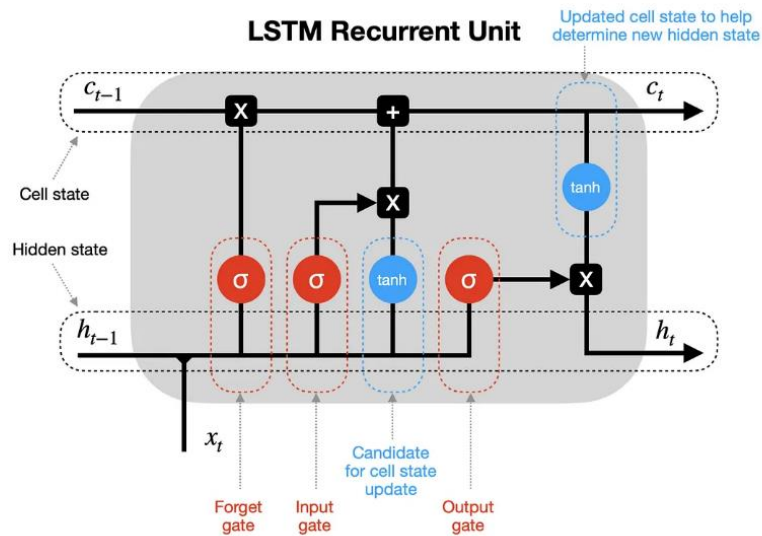 LSTM Recurrent Unit
Updated cell state to help
determine new hidden state
c_{t-1}
c_t
X
+
tanh
Cell state
X
Hidden state
σ
σ
tanh
σ
X
h_{t-1}
h_t
x_t
Candidate
for cell state
update
Forget
gate
Input
gate
Output
gate